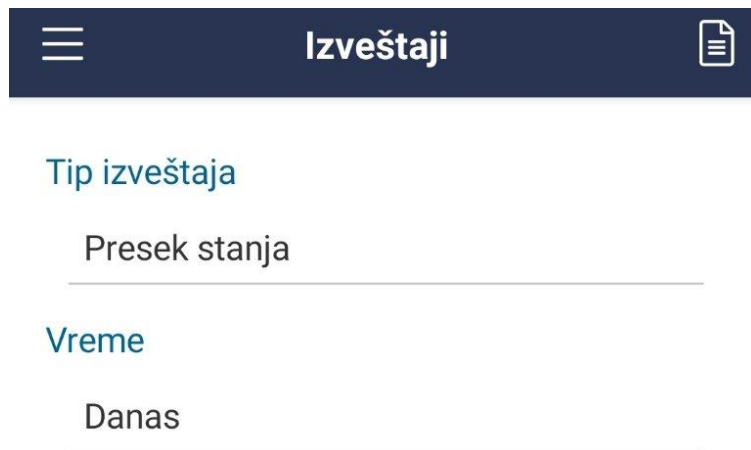 Izveštaji
Tip izveštaja
Presek stanja
Vreme
Danas